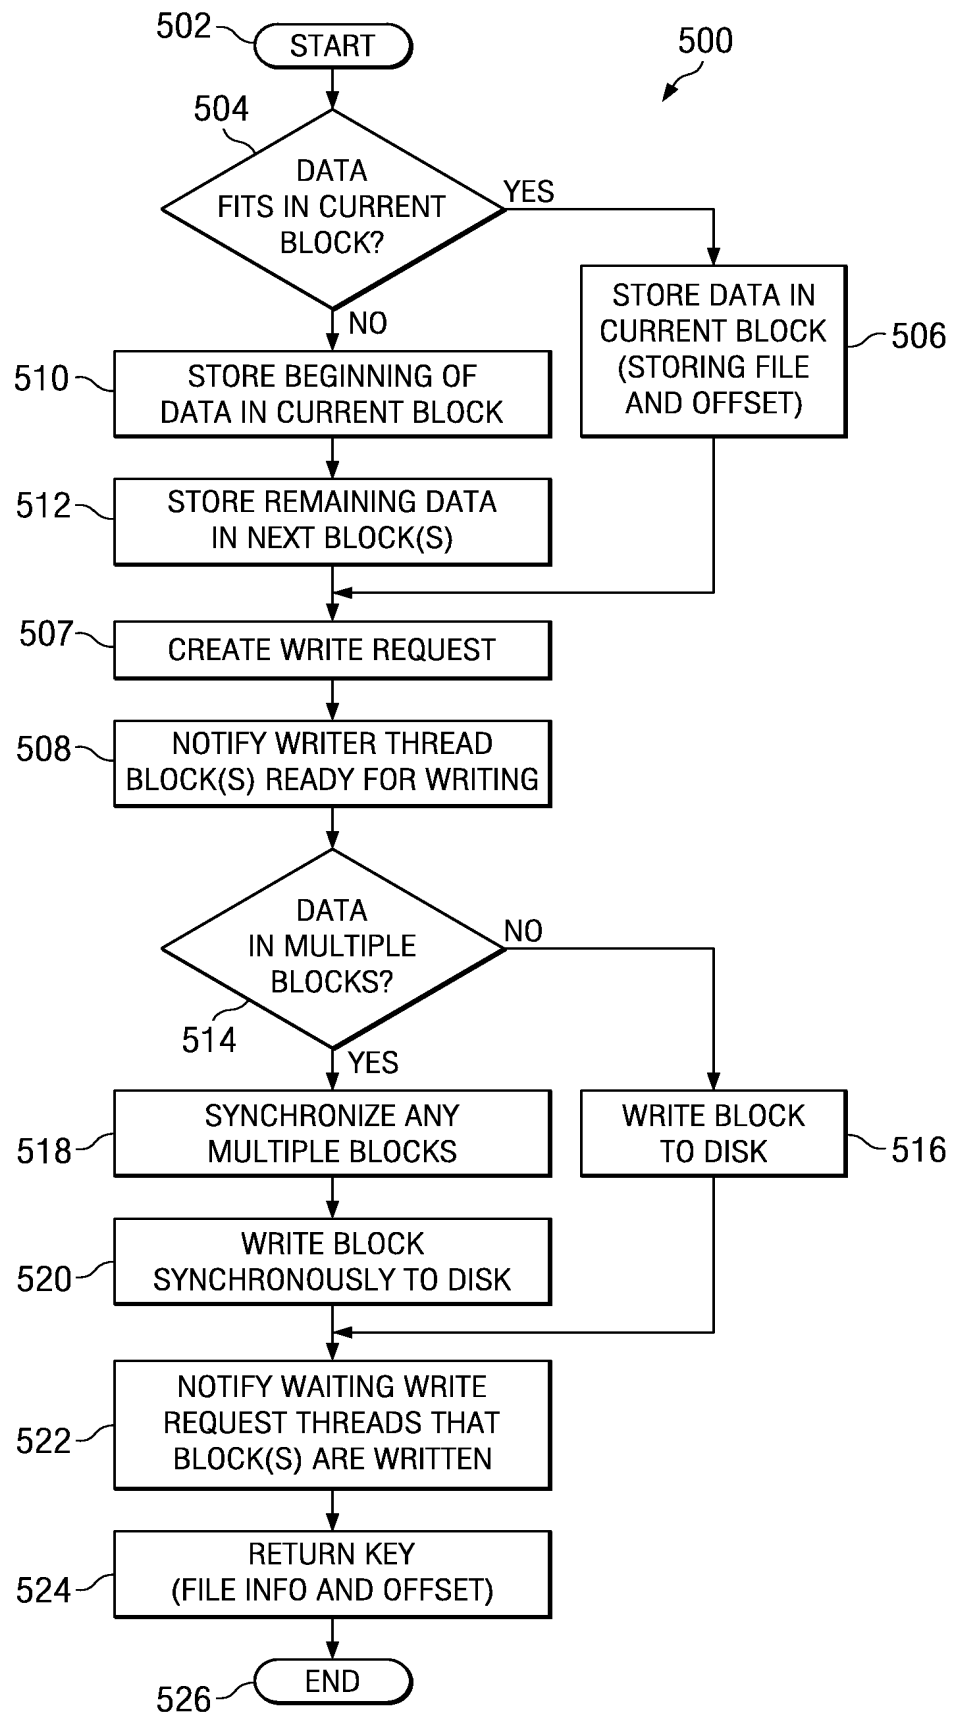 502
START
500
504
DATA
FITS IN CURRENT
BLOCK?
YES
NO
STORE DATA IN
CURRENT BLOCK
(STORING FILE
AND OFFSET)
506
510
STORE BEGINNING OF
DATA IN CURRENT BLOCK
512
STORE REMAINING DATA
IN NEXT BLOCK(S)
507
CREATE WRITE REQUEST
508
NOTIFY WRITER THREAD
BLOCK(S) READY FOR WRITING
DATA
IN MULTIPLE
BLOCKS?
NO
514
YES
518
SYNCHRONIZE ANY
MULTIPLE BLOCKS
WRITE BLOCK
TO DISK
516
520
WRITE BLOCK
SYNCHRONOUSLY TO DISK
522
NOTIFY WAITING WRITE
REQUEST THREADS THAT
BLOCK(S) ARE WRITTEN
524
RETURN KEY
(FILE INFO AND OFFSET)
526
END